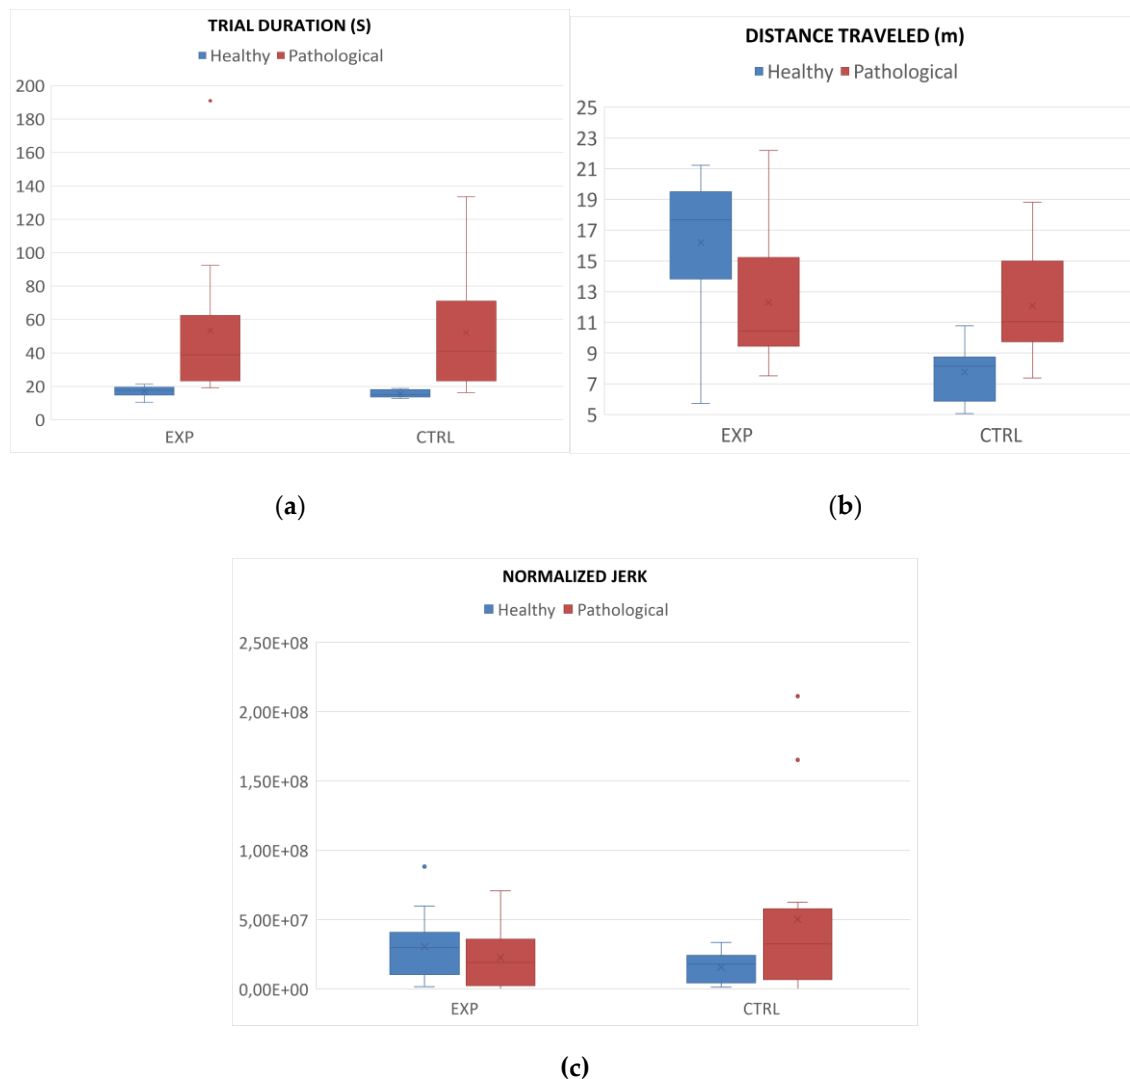 TRIAL DURATION (S)
Healthy Pathological
200
180
160
140
120
100
80
60
40
20
0
EXP CTRL
(a)
DISTANCE TRAVELED (m)
Healthy Pathological
25
23
21
19
17
15
13
11
9
7
5
EXP CTRL
(b)
NORMALIZED JERK
Healthy Pathological
2,50E+08
2,00E+08
1,50E+08
1,00E+08
5,00E+07
0,00E+00
EXP CTRL
(c)